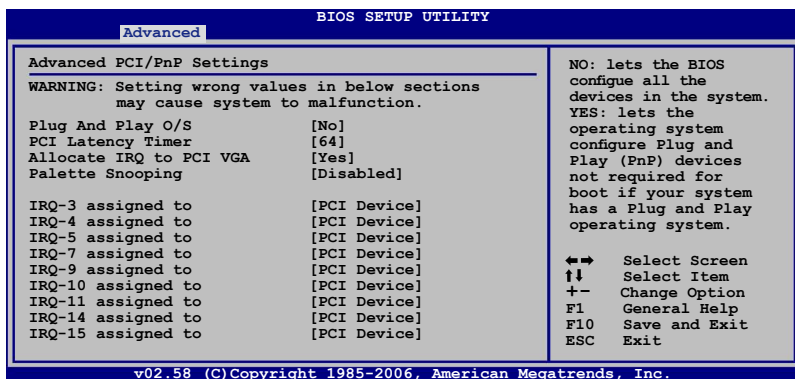 BIOS SETUP UTILITY
Advanced
Advanced PCI/PnP Settings
WARNING: Setting wrong values in below sections
may cause system to malfunction.
Plug And Play O/S [No]
PCI Latency Timer [64]
Allocate IRQ to PCI VGA [Yes]
Palette Snooping [Disabled]
IRQ-3 assigned to [PCI Device]
IRQ-4 assigned to [PCI Device]
IRQ-5 assigned to [PCI Device]
IRQ-7 assigned to [PCI Device]
IRQ-9 assigned to [PCI Device]
IRQ-10 assigned to [PCI Device]
IRQ-11 assigned to [PCI Device]
IRQ-14 assigned to [PCI Device]
IRQ-15 assigned to [PCI Device]
NO: lets the BIOS
configue all the
devices in the system.
YES: lets the
operating system
configure Plug and
Play (PnP) devices
not required for
boot if your system
has a Plug and Play
operating system.
←→ Select Screen
↑↓ Select Item
+- Change Option
F1 General Help
F10 Save and Exit
ESC Exit
v02.58 (C)Copyright 1985-2006, American Megatrends, Inc.